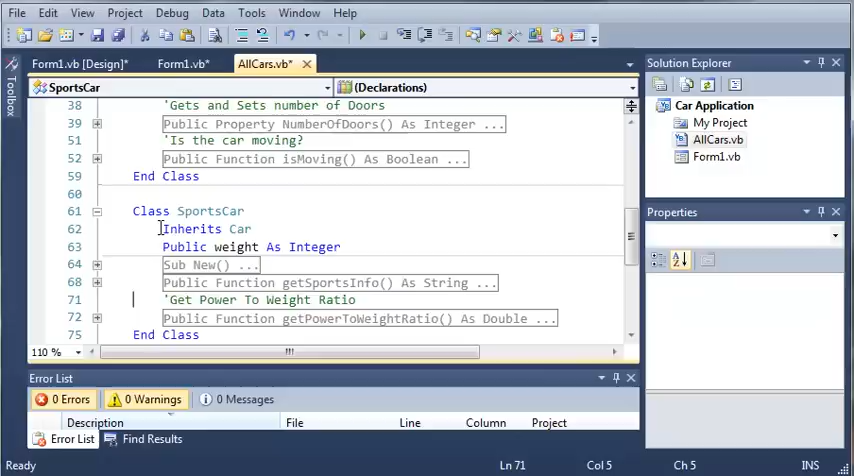 File Edit View Project Debug Data Tools Window Help
Form1.vb [Design]* Form1.vb* AllCars.vb*
SportsCar (Declarations)
38 'Gets and Sets number of Doors
39 Public Property NumberOfDoors() As Integer ...
51 'Is the car moving?
52 Public Function isMoving() As Boolean ...
59 End Class
60
61 Class SportsCar
62 Inherits Car
63 Public weight As Integer
64 Sub New() ...
68 Public Function getSportsInfo() As String ...
71 'Get Power To Weight Ratio
72 Public Function getPowerToWeightRatio() As Double ...
75 End Class
110 %
Toolbox
Solution Explorer
Car Application
My Project
AllCars.vb
Form1.vb
Properties
Error List
0 Errors 0 Warnings 0 Messages
Description File Line Column Project
Error List Find Results
Ready Ln 71 Col 5 Ch 5 INS